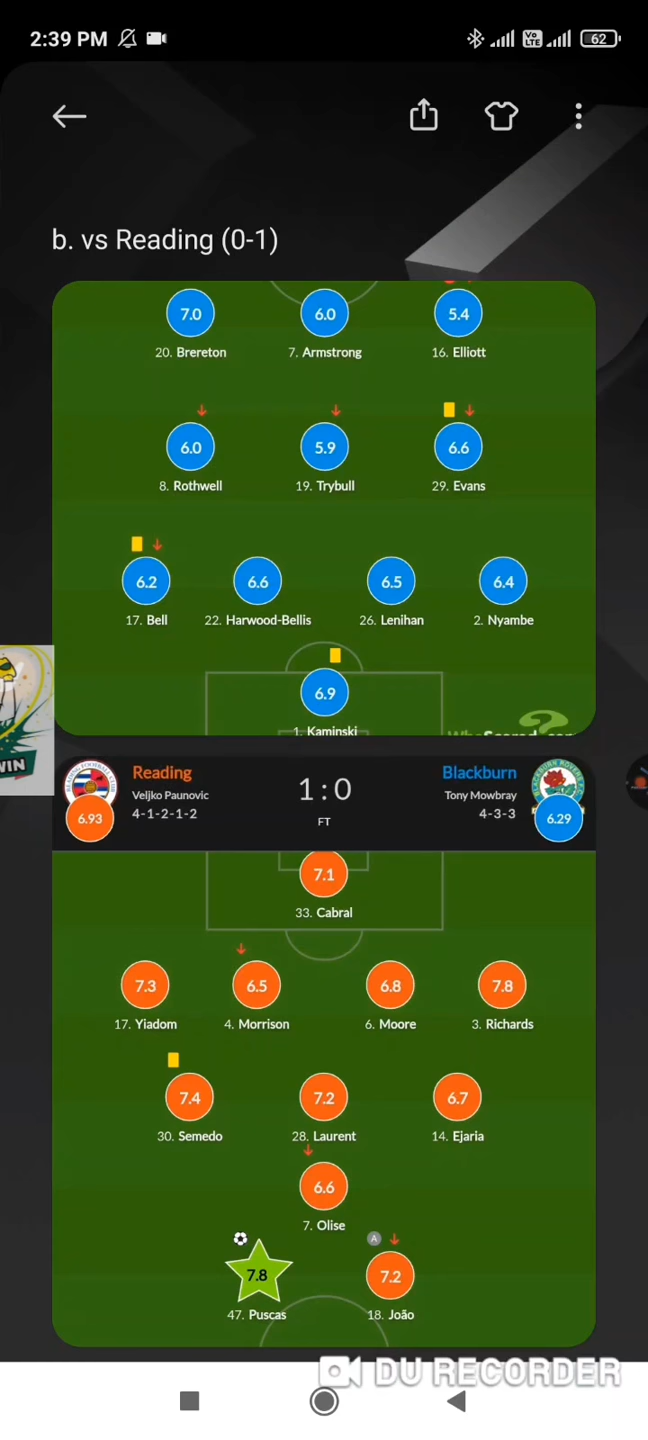 2:39 PM
Vo
LTE
62
b. vs Reading (0-1)
7.0 6.0 5.4
20. Brereton 7. Armstrong 16. Elliott
6.0 5.9 6.6
8. Rothwell 19. Trybull 29. Evans
6.2 6.6 6.5 6.4
17. Bell 22. Harwood-Bellis 26. Lenihan 2. Nyambe
6.9
1. Kaminski
WIN
Reading 1 : 0 Blackburn
Veljko Paunovic Tony Mowbray
4-1-2-1-2 FT 4-3-3
6.93 6.29
7.1
33. Cabral
7.3 6.5 6.8 7.8
17. Yiadom 4. Morrison 6. Moore 3. Richards
7.4 7.2 6.7
30. Semedo 28. Laurent 14. Ejaria
6.6
7. Olise
A
7.8 7.2
47. Puscas 18. João
DU RECORDER